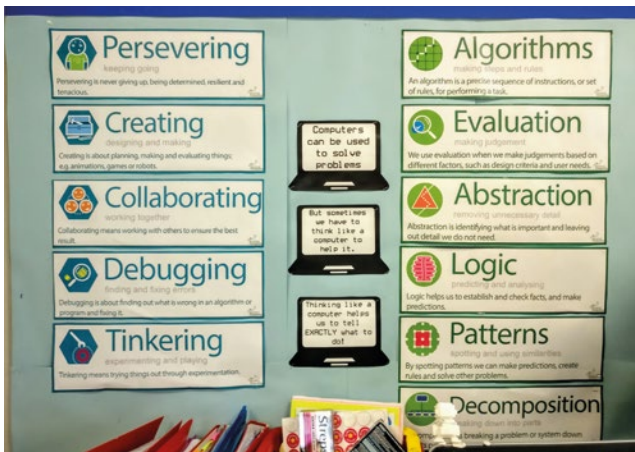 Persevering
keeping going
Persevering is never giving up, being determined, resilient and
tenacious.
Creating
designing and making
Creating is about planning, making and evaluating things;
e.g. animations, games or robots.
Collaborating
working together
Collaborating means working with others to ensure the best
result.
Debugging
finding and fixing errors
Debugging is about finding out what is wrong in an algorithm or
program and fixing it.
Tinkering
experimenting and playing
Tinkering means trying things out through experimentation.
Computers
can be used
to solve
problems
But sometimes
we have to
think like a
computer to
help it.
Thinking like a
computer helps
us to tell
EXACTLY what to
do!
Algorithms
making steps and rules
An algorithm is a precise sequence of instructions, or set
of rules, for performing a task.
Evaluation
making judgement
We use evaluation when we make judgements based on
different factors, such as design criteria and user needs.
Abstraction
removing unnecessary detail
Abstraction is identifying what is important and leaving
out detail we do not need.
Logic
predicting and analysing
Logic helps us to establish and check facts, and make
predictions.
Patterns
spotting and using similarities
By spotting patterns we can make predictions, create
rules and solve other problems.
Decomposition
down into parts
breaking a problem or system down